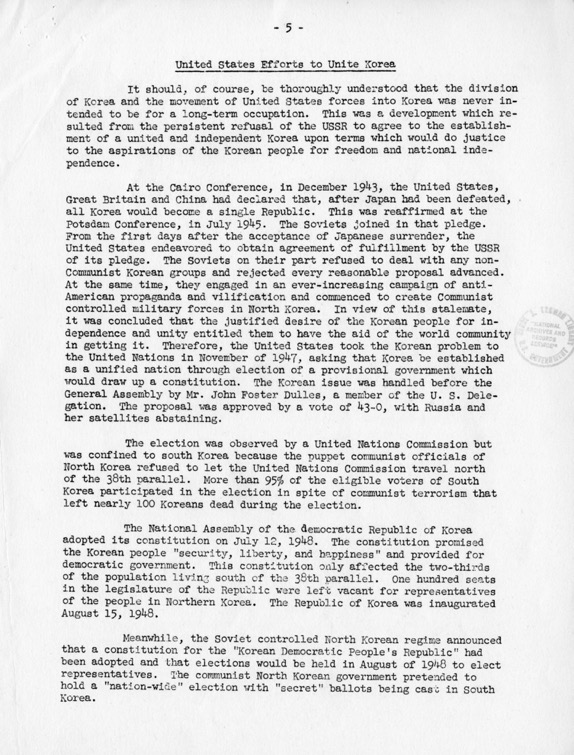 - 5 -
United States Efforts to Unite Korea
It should, of course, be thoroughly understood that the division
of Korea and the movement of United States forces into Korea was never in-
tended to be for a long-term occupation. This was a development which re-
sulted from the persistent refusal of the USSR to agree to the establish-
ment of a united and independent Korea upon terms which would do justice
to the aspirations of the Korean people for freedom and national inde-
pendence.
At the Cairo Conference, in December 1943, the United States,
Great Britain and China had declared that, after Japan had been defeated,
all Korea would become a single Republic. This was reaffirmed at the
Potsdam Conference, in July 1945. The Soviets joined in that pledge.
From the first days after the acceptance of Japanese surrender, the
United States endeavored to obtain agreement of fulfillment by the USSR
of its pledge. The Soviets on their part refused to deal with any non-
Communist Korean groups and rejected every reasonable proposal advanced.
At the same time, they engaged in an ever-increasing campaign of anti-
American propaganda and vilification and commenced to create Communist
controlled military forces in North Korea. In view of this stalemate,
it was concluded that the justified desire of the Korean people for in-
dependence and unity entitled them to have the aid of the world community
in getting it. Therefore, the United States took the Korean problem to
the United Nations in November of 1947, asking that Korea be established
as a unified nation through election of a provisional government which
would draw up a constitution. The Korean issue was handled before the
General Assembly by Mr. John Foster Dulles, a member of the U. S. Dele-
gation. The proposal was approved by a vote of 43-0, with Russia and
her satellites abstaining.
The election was observed by a United Nations Commission but
was confined to south Korea because the puppet communist officials of
North Korea refused to let the United Nations Commission travel north
of the 38th parallel. More than 95% of the eligible voters of South
Korea participated in the election in spite of communist terrorism that
left nearly 100 Koreans dead during the election.
The National Assembly of the democratic Republic of Korea
adopted its constitution on July 12, 1948. The constitution promised
the Korean people "security, liberty, and happiness" and provided for
democratic government. This constitution only affected the two-thirds
of the population living south of the 38th parallel. One hundred seats
in the legislature of the Republic were left vacant for representatives
of the people in Northern Korea. The Republic of Korea was inaugurated
August 15, 1948.
Meanwhile, the Soviet controlled North Korean regime announced
that a constitution for the "Korean Democratic People's Republic" had
been adopted and that elections would be held in August of 1948 to elect
representatives. The communist North Korean government pretended to
hold a "nation-wide" election with "secret" ballots being cast in South
Korea.